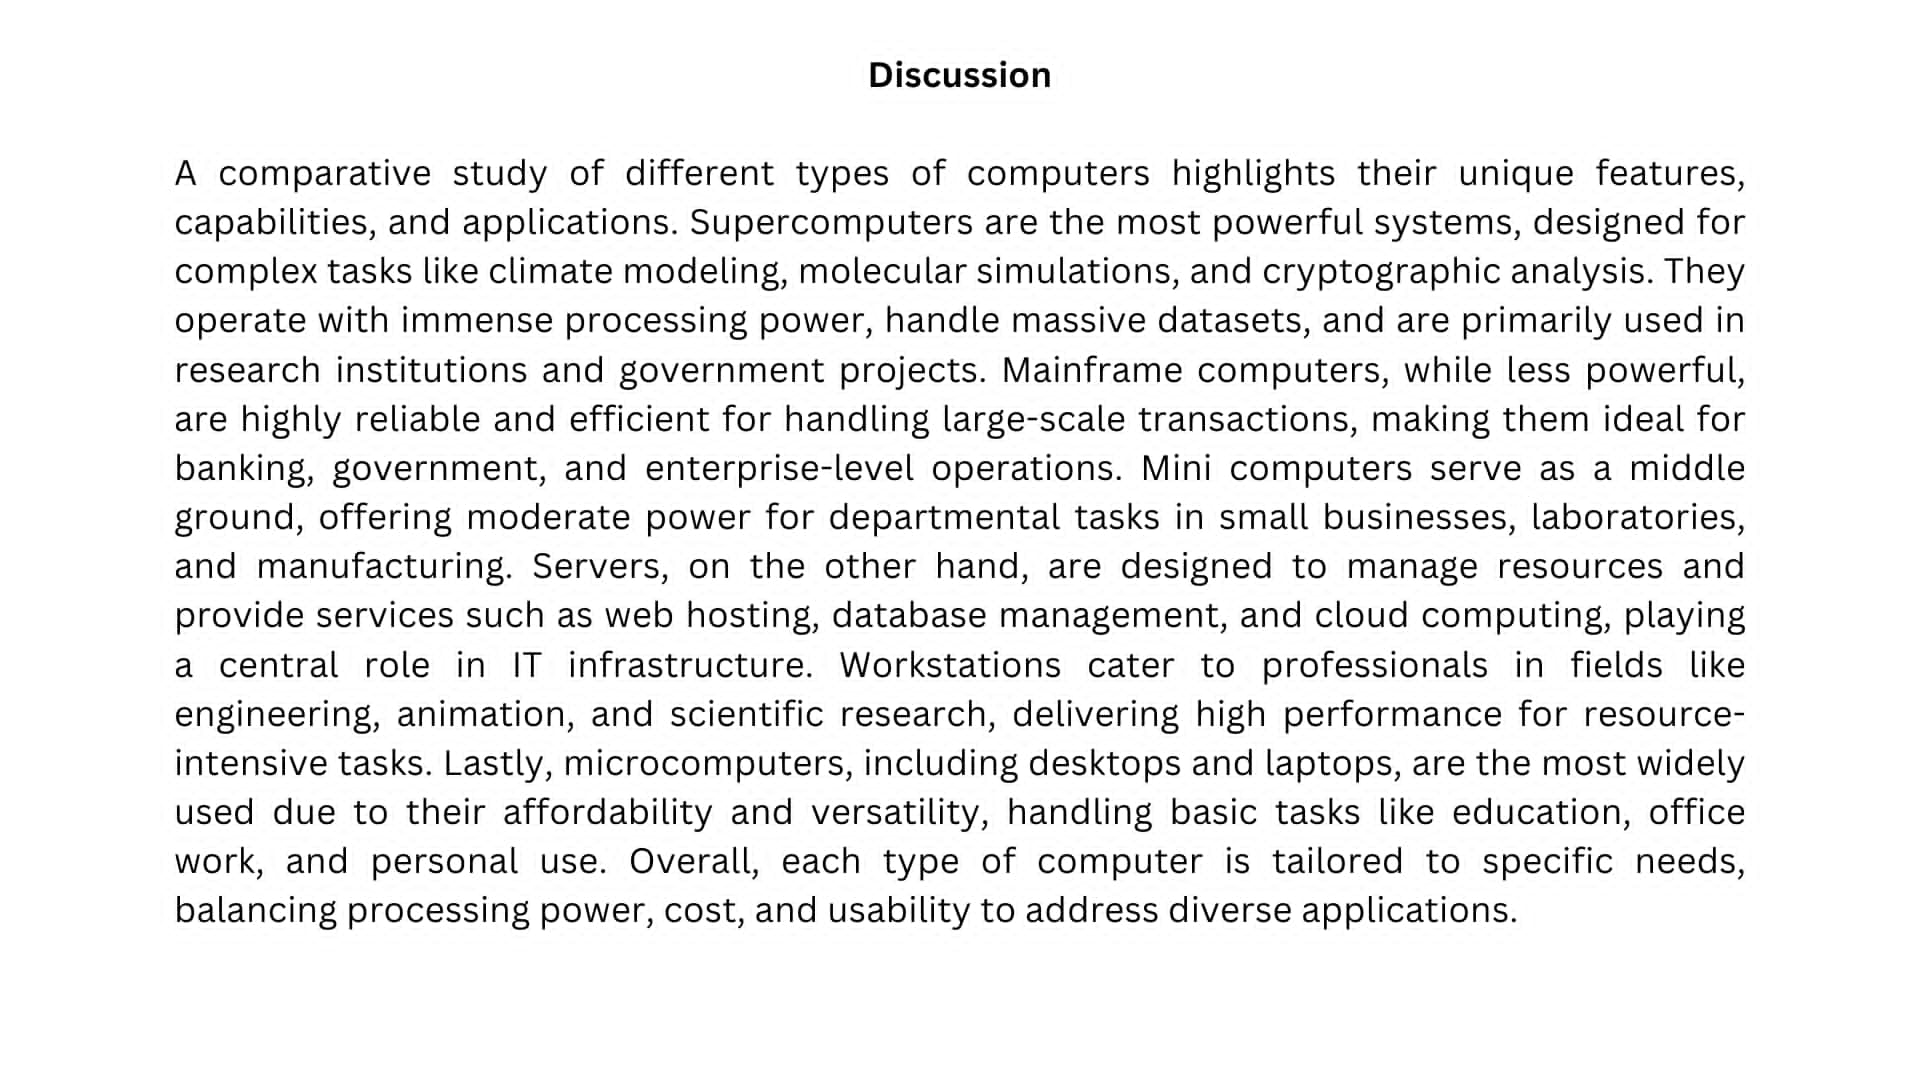 Discussion
A comparative study of different types of computers highlights their unique features,
capabilities, and applications. Supercomputers are the most powerful systems, designed for
complex tasks like climate modeling, molecular simulations, and cryptographic analysis. They
operate with immense processing power, handle massive datasets, and are primarily used in
research institutions and government projects. Mainframe computers, while less powerful,
are highly reliable and efficient for handling large-scale transactions, making them ideal for
banking, government, and enterprise-level operations. Mini computers serve as a middle
ground, offering moderate power for departmental tasks in small businesses, laboratories,
and manufacturing. Servers, on the other hand, are designed to manage resources and
provide services such as web hosting, database management, and cloud computing, playing
a central role in IT infrastructure. Workstations cater to professionals in fields like
engineering, animation, and scientific research, delivering high performance for resource-
intensive tasks. Lastly, microcomputers, including desktops and laptops, are the most widely
used due to their affordability and versatility, handling basic tasks like education, office
work, and personal use. Overall, each type of computer is tailored to specific needs,
balancing processing power, cost, and usability to address diverse applications.